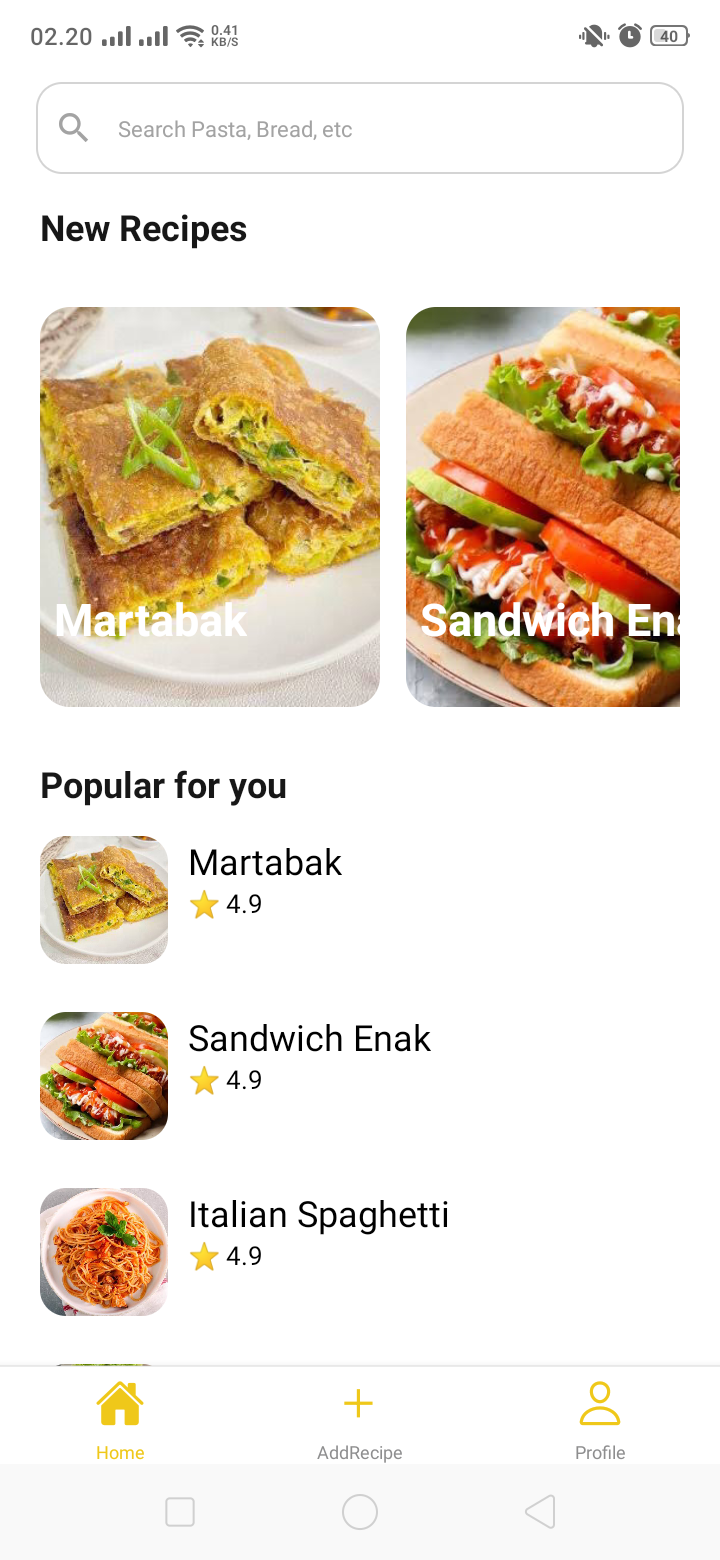 02.20
0.41
KB/S
40
Search Pasta, Bread, etc
New Recipes
Martabak
Sandwich Ena
Popular for you
Martabak
4.9
Sandwich Enak
4.9
Italian Spaghetti
4.9
Home
AddRecipe
Profile